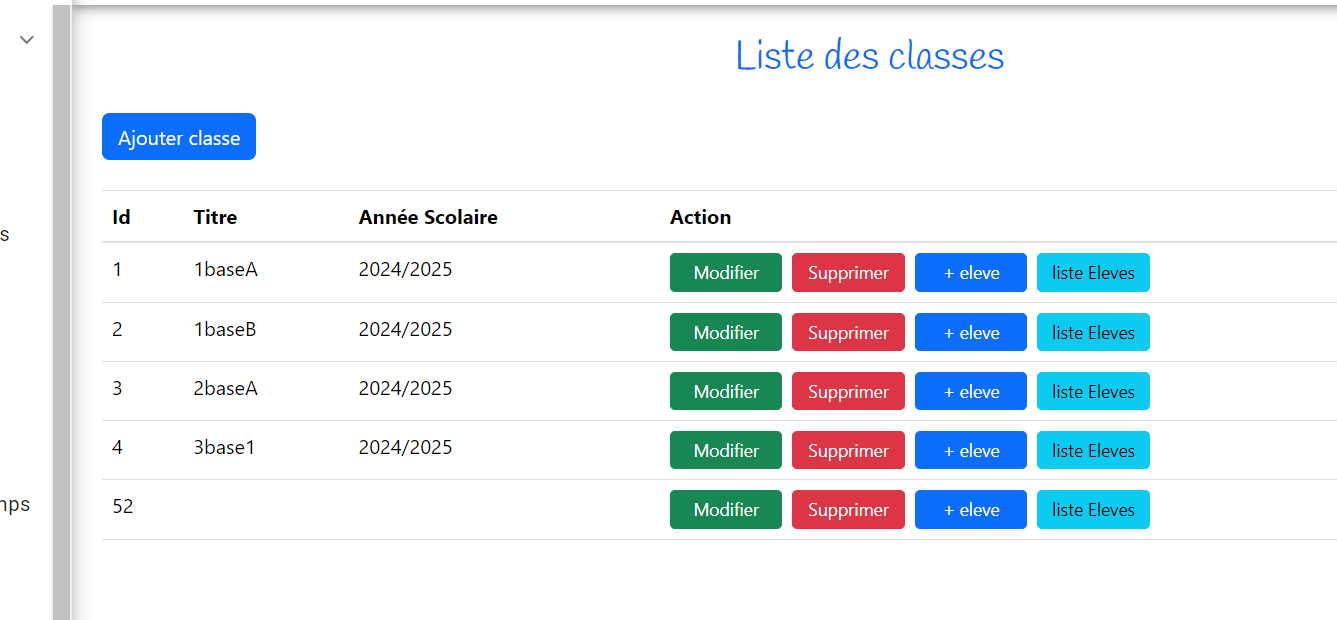 Liste des classes
Ajouter classe
Id Titre Année Scolaire Action
s
1 1baseA 2024/2025 Modifier Supprimer + eleve liste Eleves
2 1baseB 2024/2025 Modifier Supprimer + eleve liste Eleves
3 2baseA 2024/2025 Modifier Supprimer + eleve liste Eleves
4 3base1 2024/2025 Modifier Supprimer + eleve liste Eleves
mps
52 Modifier Supprimer + eleve liste Eleves